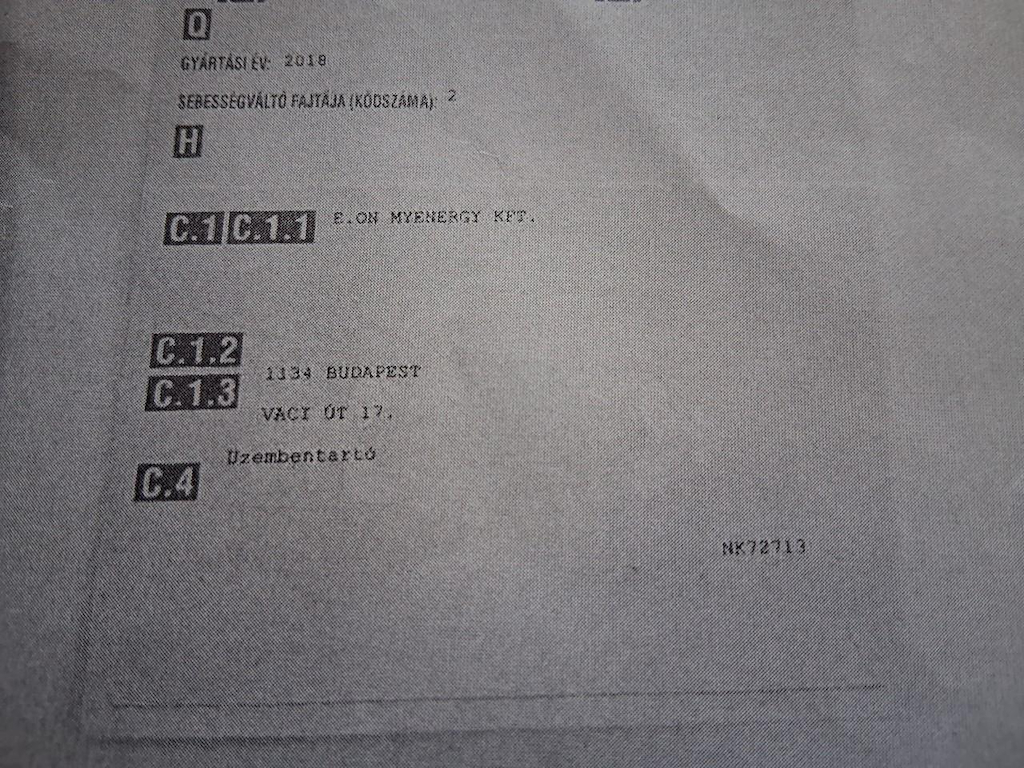 Q
GYÁRTÁSI ÉV: 2018
SEBESSÉGVÁLTÓ FAJTÁJA (KÓDSZÁMA): 2
H
C.1 C.1.1 E.ON MYENERGY KFT.
C.1.2
1134 BUDAPEST
C.1.3
VACI ÚT 17.
Üzembentartó
C.4
NK72713